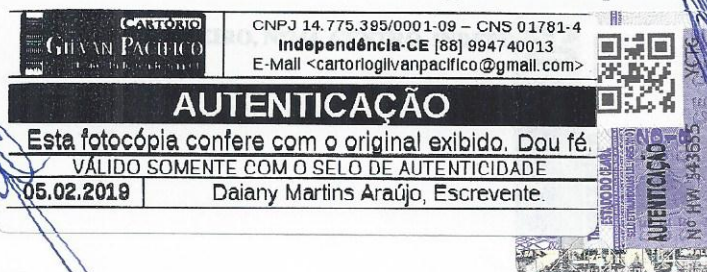 CARTÓRIO
GILVAN PACÍFICO
CNPJ 14.775.395/0001-09 – CNS 01781-4
Independência-CE [88] 994740013
E-Mail <cartoriogilvanpacifico@gmail.com>
AUTENTICAÇÃO
Esta fotocópia confere com o original exibido. Dou fé.
VÁLIDO SOMENTE COM O SELO DE AUTENTICIDADE
05.02.2019 Daiany Martins Araújo, Escrevente.
AUTENTICAÇÃO
Nº HW